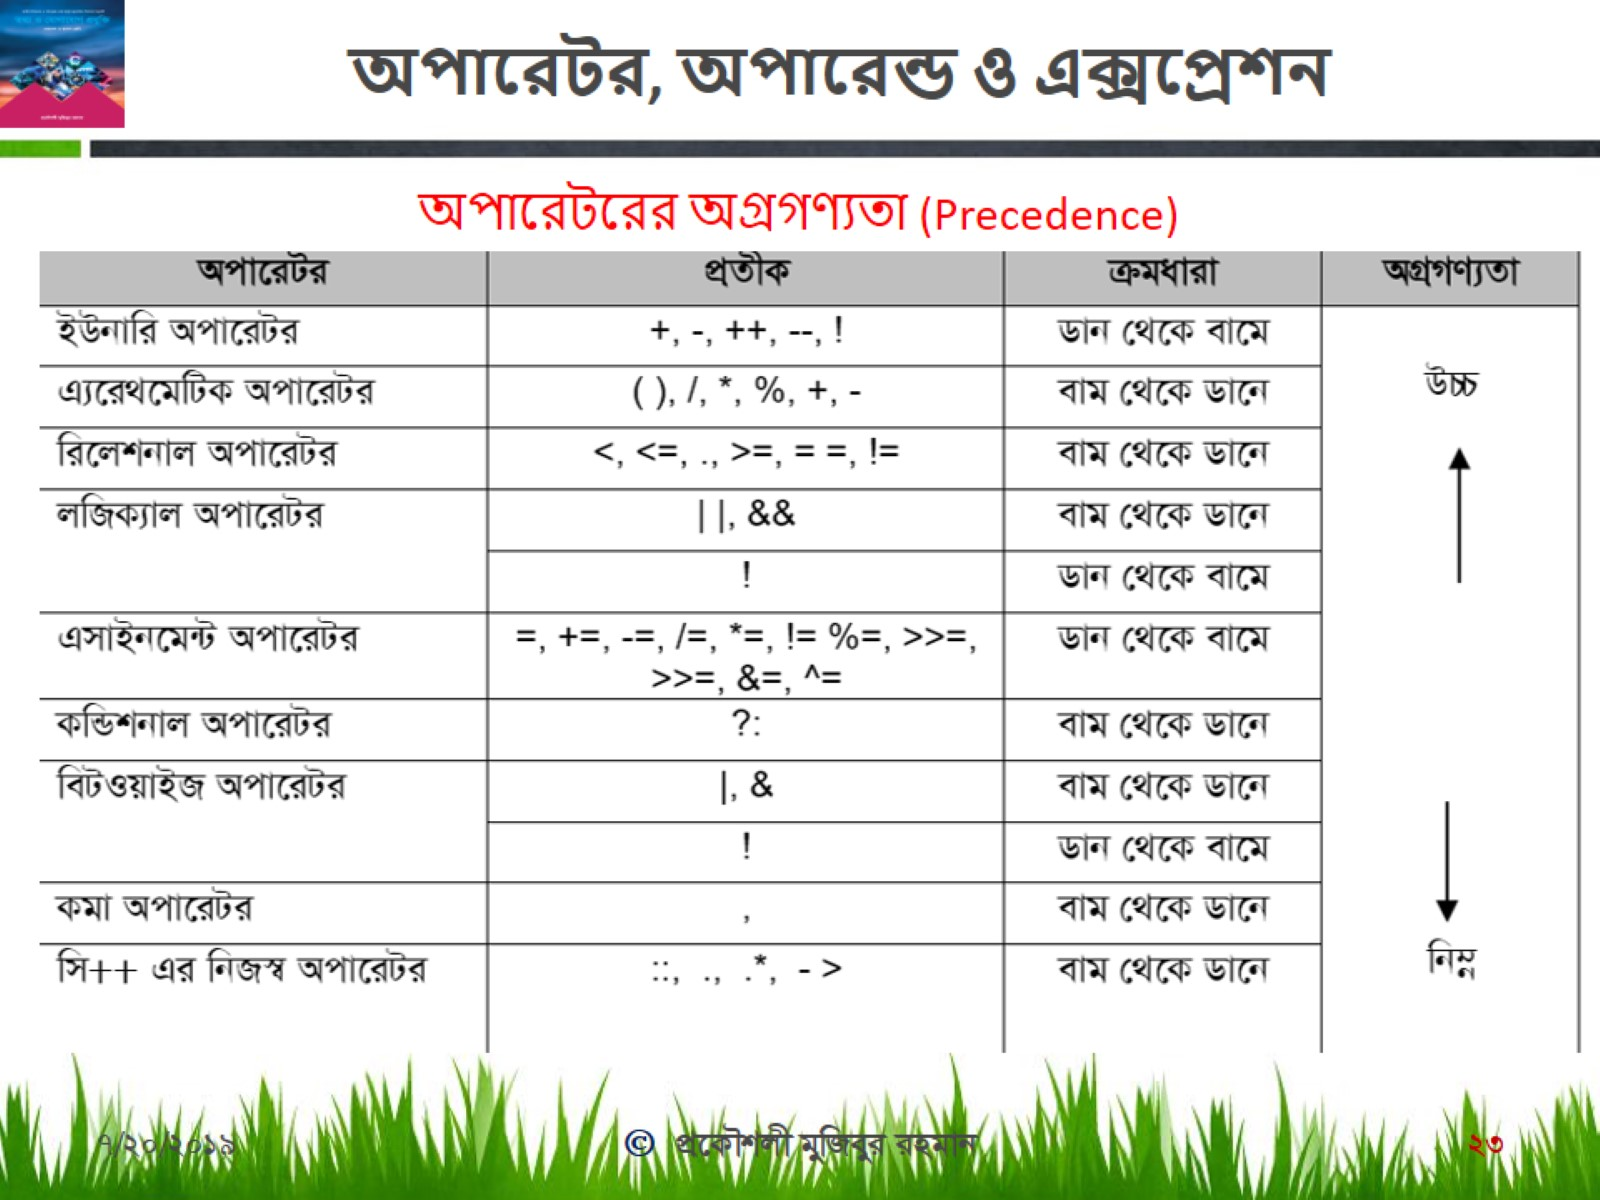 অপারেটর, অপারেন্ড ও এক্সপ্রেশন
অপারেটরের অগ্রগণ্যতা (Precedence)
অপারেটর প্রতীক ক্রমধারা অগ্রগণ্যতা
ইউনারি অপারেটর +, -, ++, --, ! ডান থেকে বামে
এ্যরেথমেটিক অপারেটর ( ), /, *, %, +, - বাম থেকে ডানে উচ্চ
রিলেশনাল অপারেটর <, <=, ., >=, = =, != বাম থেকে ডানে
লজিক্যাল অপারেটর | |, && বাম থেকে ডানে
! ডান থেকে বামে
এসাইনমেন্ট অপারেটর =, +=, -=, /=, *=, != %=, >>=, ডান থেকে বামে
>>=, &=, ^=
কন্ডিশনাল অপারেটর ?: বাম থেকে ডানে
বিটওয়াইজ অপারেটর |, & বাম থেকে ডানে
! ডান থেকে বামে
কমা অপারেটর , বাম থেকে ডানে
সি++ এর নিজস্ব অপারেটর ::, ., .*, - > বাম থেকে ডানে নিম্ন
৭/২০/২০১৯ © প্রকৌশলী মুজিবুর রহমান ২৩